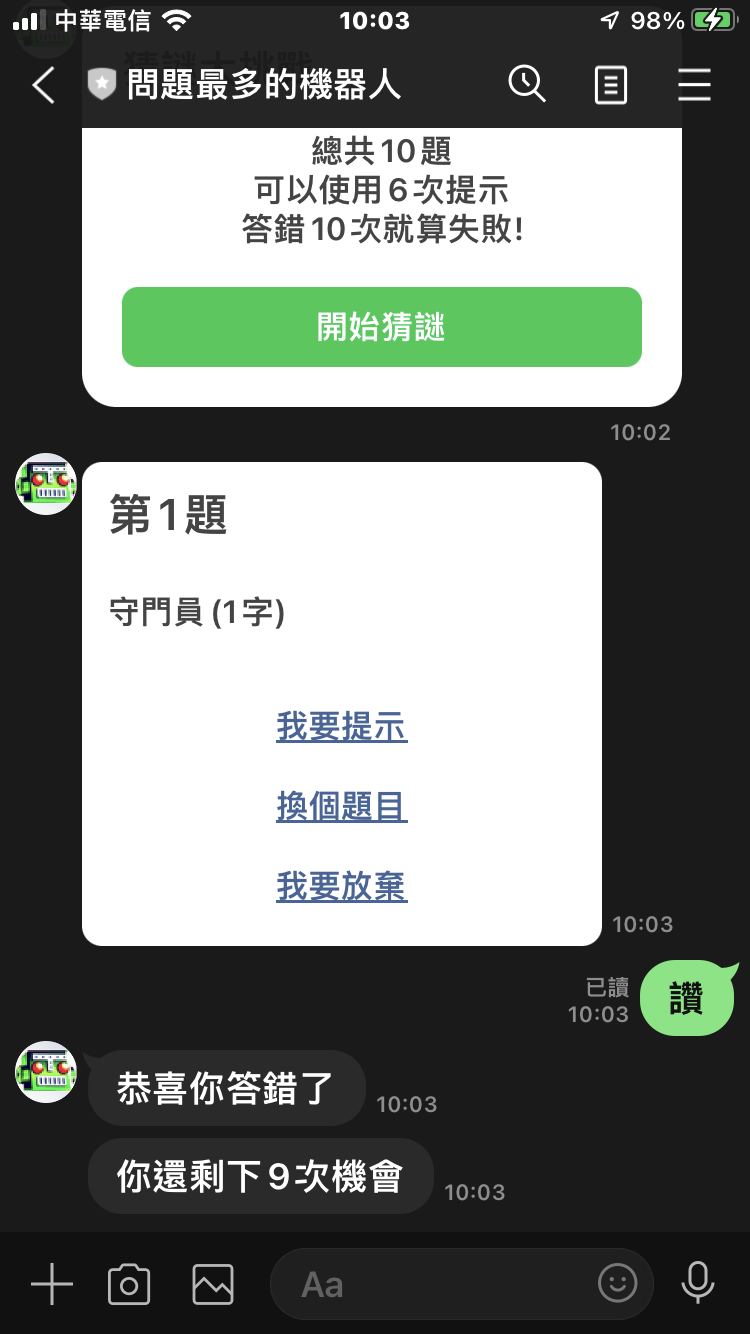 中華電信 10:03 98%
問題最多的機器人
總共10題
可以使用6次提示
答錯10次就算失敗!
開始猜謎
10:02
第1題
守門員 (1字)
我要提示
換個題目
我要放棄
10:03
已讀
10:03
讚
恭喜你答錯了
10:03
你還剩下9次機會
10:03
Aa